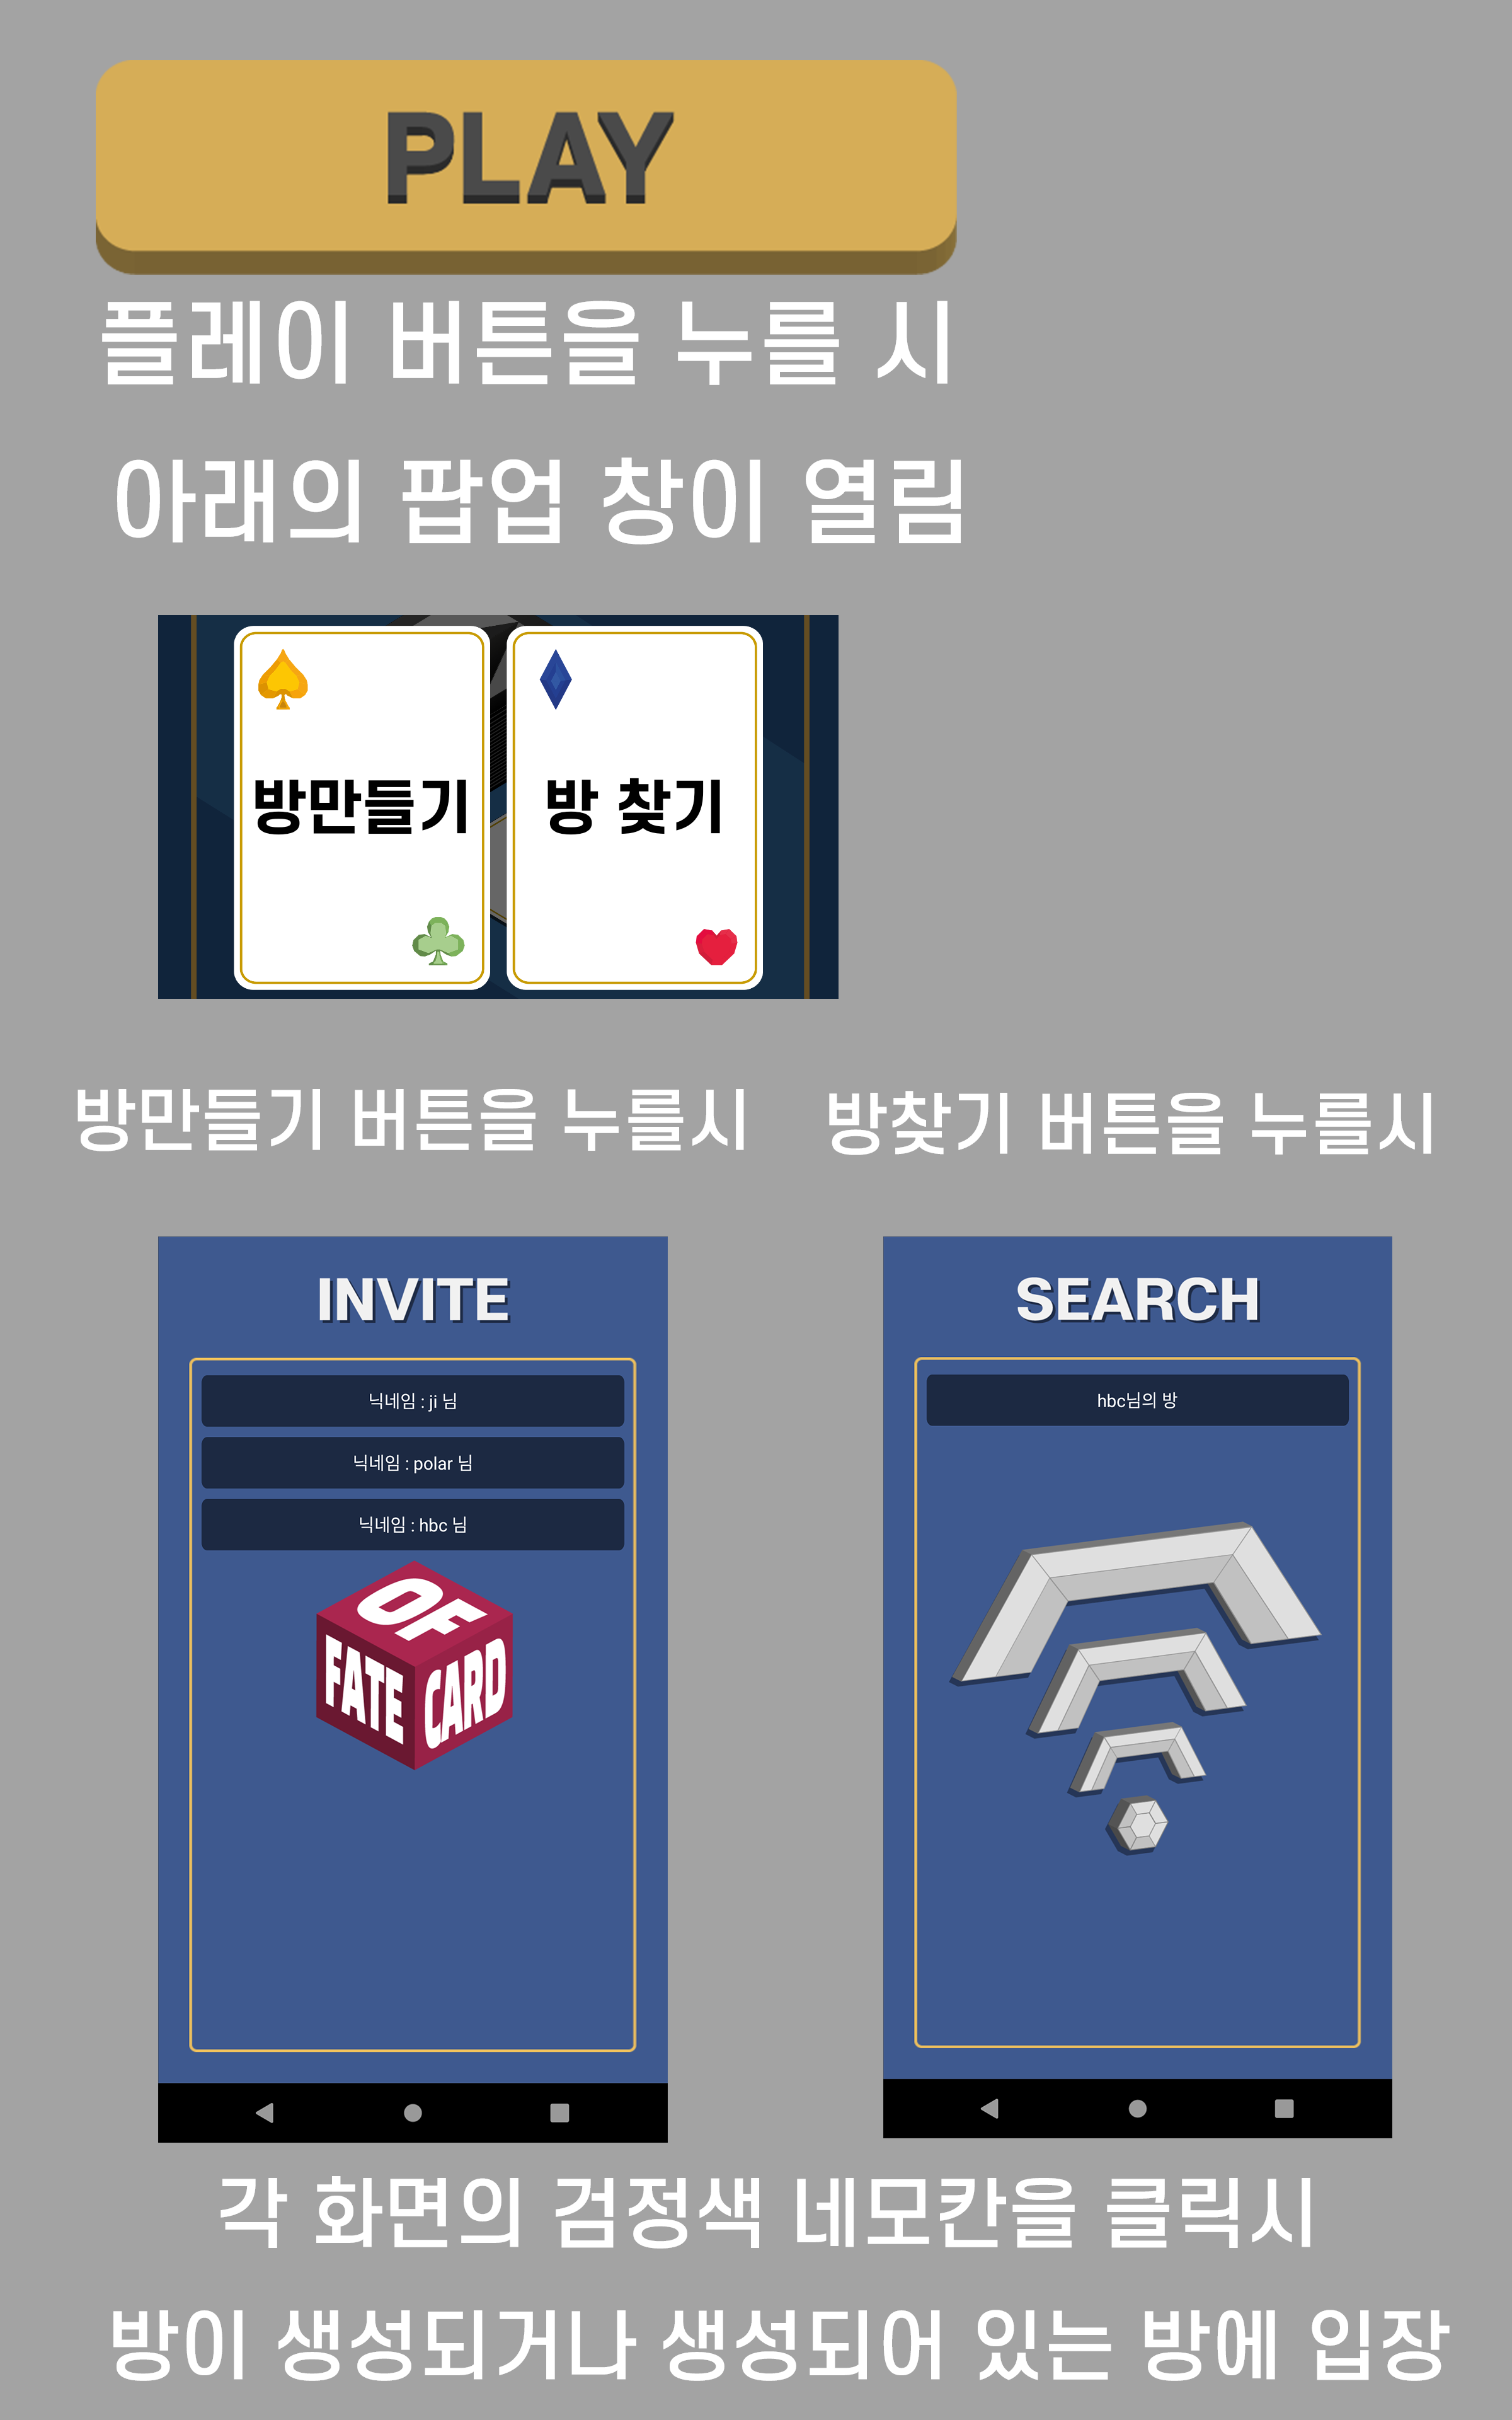 PLAY
플레이 버튼을 누를 시
아래의 팝업 창이 열림
방만들기
방 찾기
방만들기 버튼을 누를시
방찾기 버튼을 누를시
INVITE
닉네임 : ji 님
닉네임 : polar 님
닉네임 : hbc 님
OF
FATE
CARD
SEARCH
hbc님의 방
각 화면의 검정색 네모칸을 클릭시
방이 생성되거나 생성되어 잇는 방에 입장